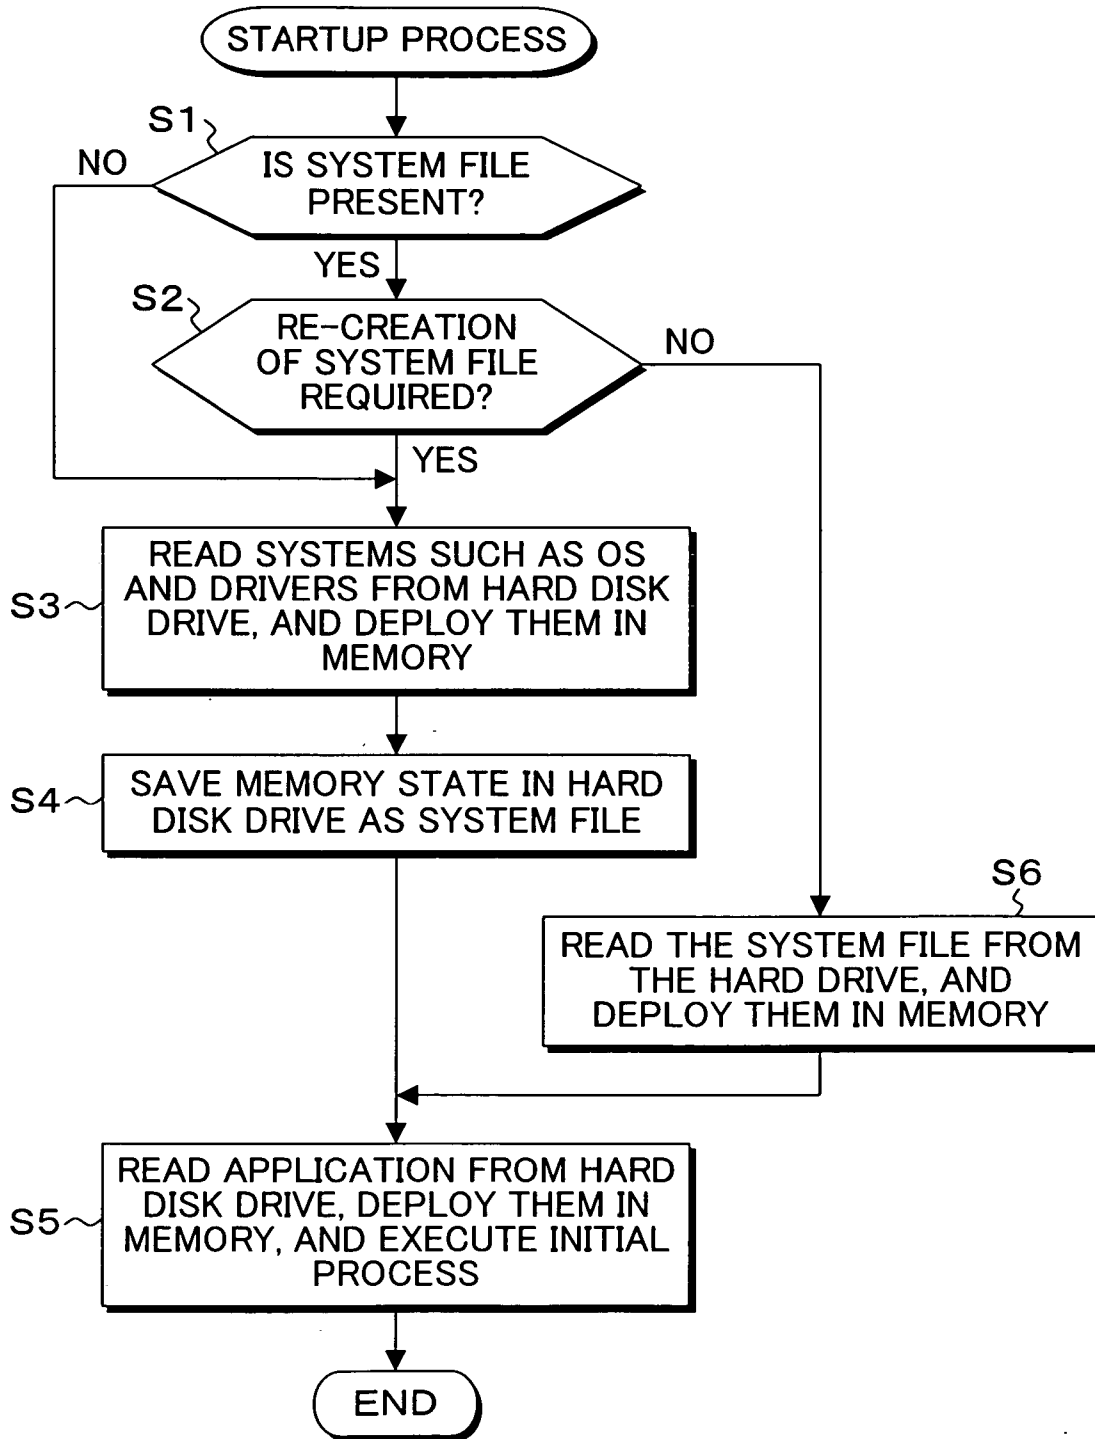 STARTUP PROCESS
S1
NO
IS SYSTEM FILE
PRESENT?
YES
S2
RE-CREATION
OF SYSTEM FILE
REQUIRED?
NO
YES
S3
READ SYSTEMS SUCH AS OS
AND DRIVERS FROM HARD DISK
DRIVE, AND DEPLOY THEM IN
MEMORY
S4
SAVE MEMORY STATE IN HARD
DISK DRIVE AS SYSTEM FILE
S6
READ THE SYSTEM FILE FROM
THE HARD DRIVE, AND
DEPLOY THEM IN MEMORY
S5
READ APPLICATION FROM HARD
DISK DRIVE, DEPLOY THEM IN
MEMORY, AND EXECUTE INITIAL
PROCESS
END